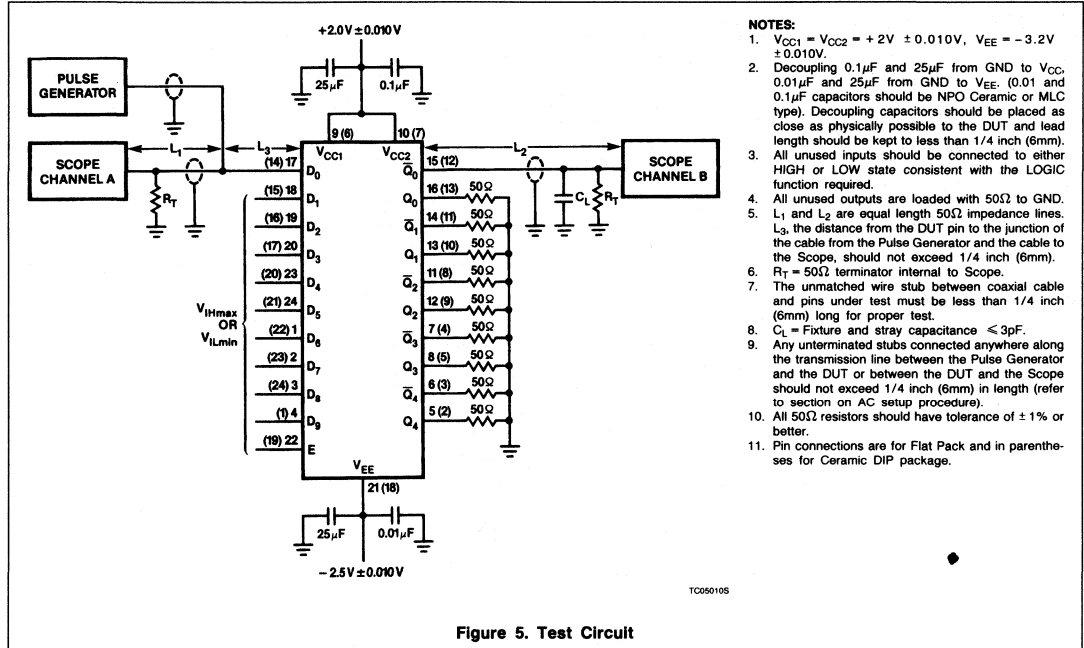 +2.0V ± 0.010V
25μF
0.1μF
PULSE
GENERATOR
L₁
L₃
SCOPE
CHANNEL A
R_T
9 (6)
10 (7)
V_CC1
V_CC2
(14) 17
D₀
(15) 18
D₁
(16) 19
D₂
(17) 20
D₃
(20) 23
D₄
(21) 24
D₅
(22) 1
D₆
(23) 2
D₇
(24) 3
D₈
(1) 4
D₉
(19) 22
E
V_IHmax
OR
V_ILmin
Q̅₀
15 (12)
L₂
SCOPE
CHANNEL B
C_L
R_T
Q₀
16 (13)
50Ω
Q̅₁
14 (11)
50Ω
Q₁
13 (10)
50Ω
Q̅₂
11 (8)
50Ω
Q₂
12 (9)
50Ω
Q̅₃
7 (4)
50Ω
Q₃
8 (5)
50Ω
Q̅₄
6 (3)
50Ω
Q₄
5 (2)
50Ω
V_EE
21 (18)
25μF
0.01μF
− 2.5V ± 0.010V
NOTES:
1. V_CC1 = V_CC2 = +2V ±0.010V, V_EE = −3.2V
±0.010V.
2. Decoupling 0.1μF and 25μF from GND to V_CC,
0.01μF and 25μF from GND to V_EE. (0.01 and
0.1μF capacitors should be NPO Ceramic or MLC
type). Decoupling capacitors should be placed as
close as physically possible to the DUT and lead
length should be kept to less than 1/4 inch (6mm).
3. All unused inputs should be connected to either
HIGH or LOW state consistent with the LOGIC
function required.
4. All unused outputs are loaded with 50Ω to GND.
5. L₁ and L₂ are equal length 50Ω impedance lines.
L₃, the distance from the DUT pin to the junction of
the cable from the Pulse Generator and the cable to
the Scope, should not exceed 1/4 inch (6mm).
6. R_T = 50Ω terminator internal to Scope.
7. The unmatched wire stub between coaxial cable
and pins under test must be less than 1/4 inch
(6mm) long for proper test.
8. C_L = Fixture and stray capacitance ⩽ 3pF.
9. Any unterminated stubs connected anywhere along
the transmission line between the Pulse Generator
and the DUT or between the DUT and the Scope
should not exceed 1/4 inch (6mm) in length (refer
to section on AC setup procedure).
10. All 50Ω resistors should have tolerance of ±1% or
better.
11. Pin connections are for Flat Pack and in parenthe-
ses for Ceramic DIP package.
TC05010S
Figure 5. Test Circuit